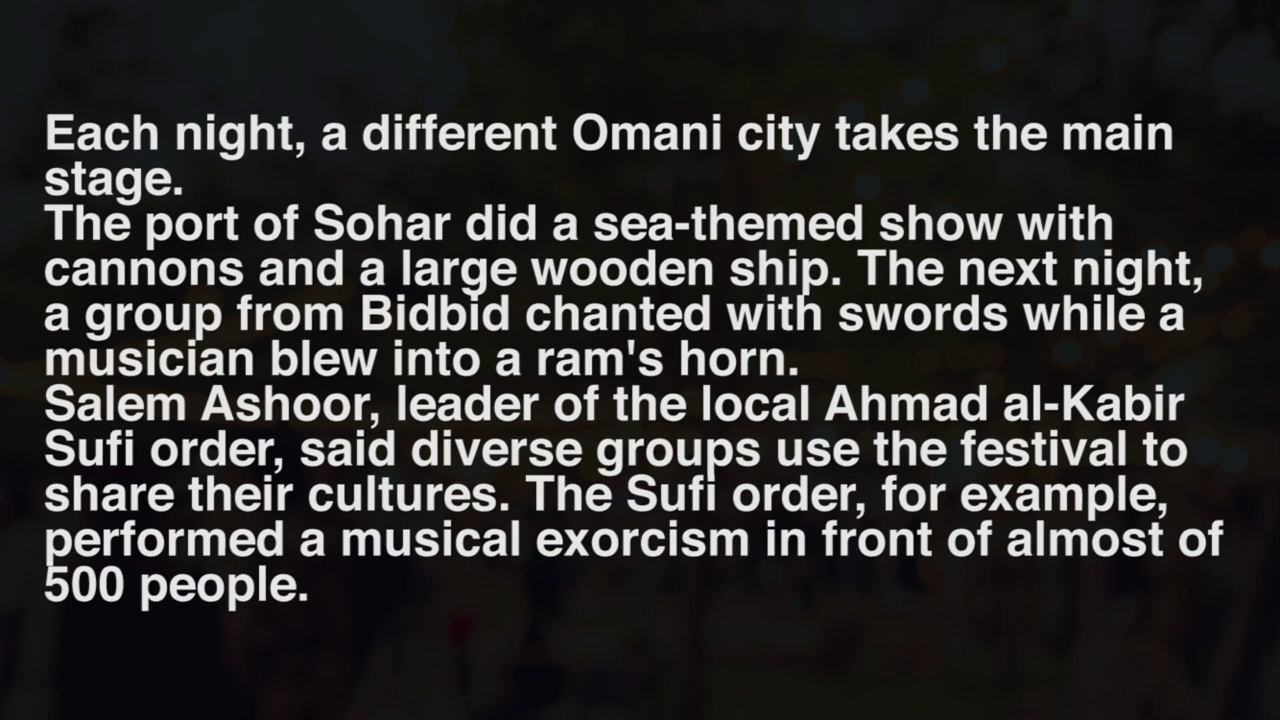 Each night, a different Omani city takes the main
stage.
The port of Sohar did a sea-themed show with
cannons and a large wooden ship. The next night,
a group from Bidbid chanted with swords while a
musician blew into a ram's horn.
Salem Ashoor, leader of the local Ahmad al-Kabir
Sufi order, said diverse groups use the festival to
share their cultures. The Sufi order, for example,
performed a musical exorcism in front of almost of
500 people.